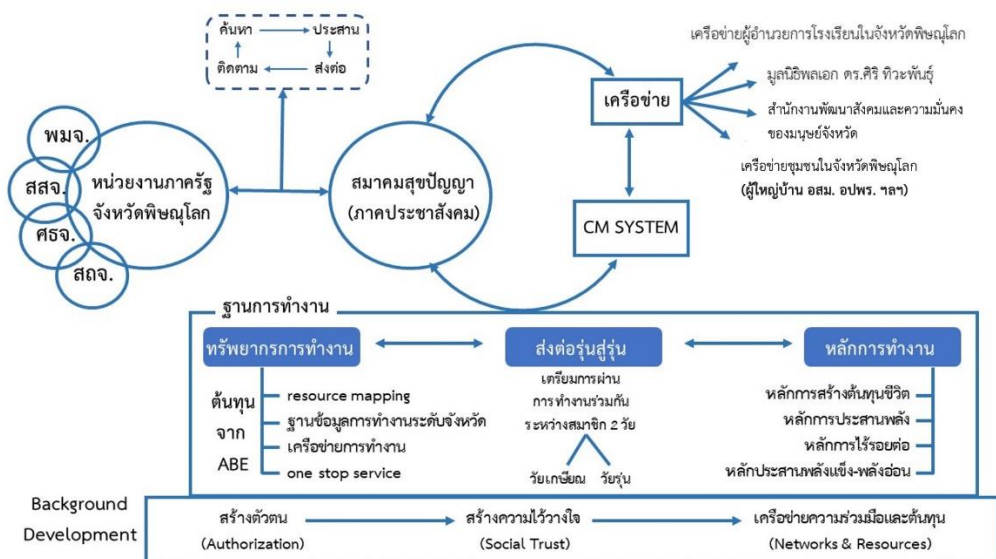 ค้นหา
ประสาน
ติดตาม
ส่งต่อ
พมจ.
สสจ.
ศธจ.
สถจ.
หน่วยงานภาครัฐ
จังหวัดพิษณุโลก
สมาคมสุขปัญญา
(ภาคประชาสังคม)
เครือข่าย
CM SYSTEM
เครือข่ายผู้อำนวยการโรงเรียนในจังหวัดพิษณุโลก
มูลนิธิพลเอก ดร.ศิริ ทิวะพันธุ์
สำนักงานพัฒนาสังคมและความมั่นคง
ของมนุษย์จังหวัด
เครือข่ายชุมชนในจังหวัดพิษณุโลก
(ผู้ใหญ่บ้าน อสม. อปพร. ฯลฯ)
ฐานการทำงาน
ทรัพยากรการทำงาน
ต้นทุน
จาก
ABE
resource mapping
ฐานข้อมูลการทำงานระดับจังหวัด
เครือข่ายการทำงาน
one stop service
ส่งต่อรุ่นสู่รุ่น
เตรียมการผ่าน
การทำงานร่วมกัน
ระหว่างสมาชิก 2 วัย
วัยเกษียณ
วัยรุ่น
หลักการทำงาน
หลักการสร้างต้นทุนชีวิต
หลักการประสานพลัง
หลักการไร้รอยต่อ
หลักประสานพลังแข็ง-พลังอ่อน
Background
Development
สร้างตัวตน
(Authorization)
สร้างความไว้วางใจ
(Social Trust)
เครือข่ายความร่วมมือและต้นทุน
(Networks & Resources)